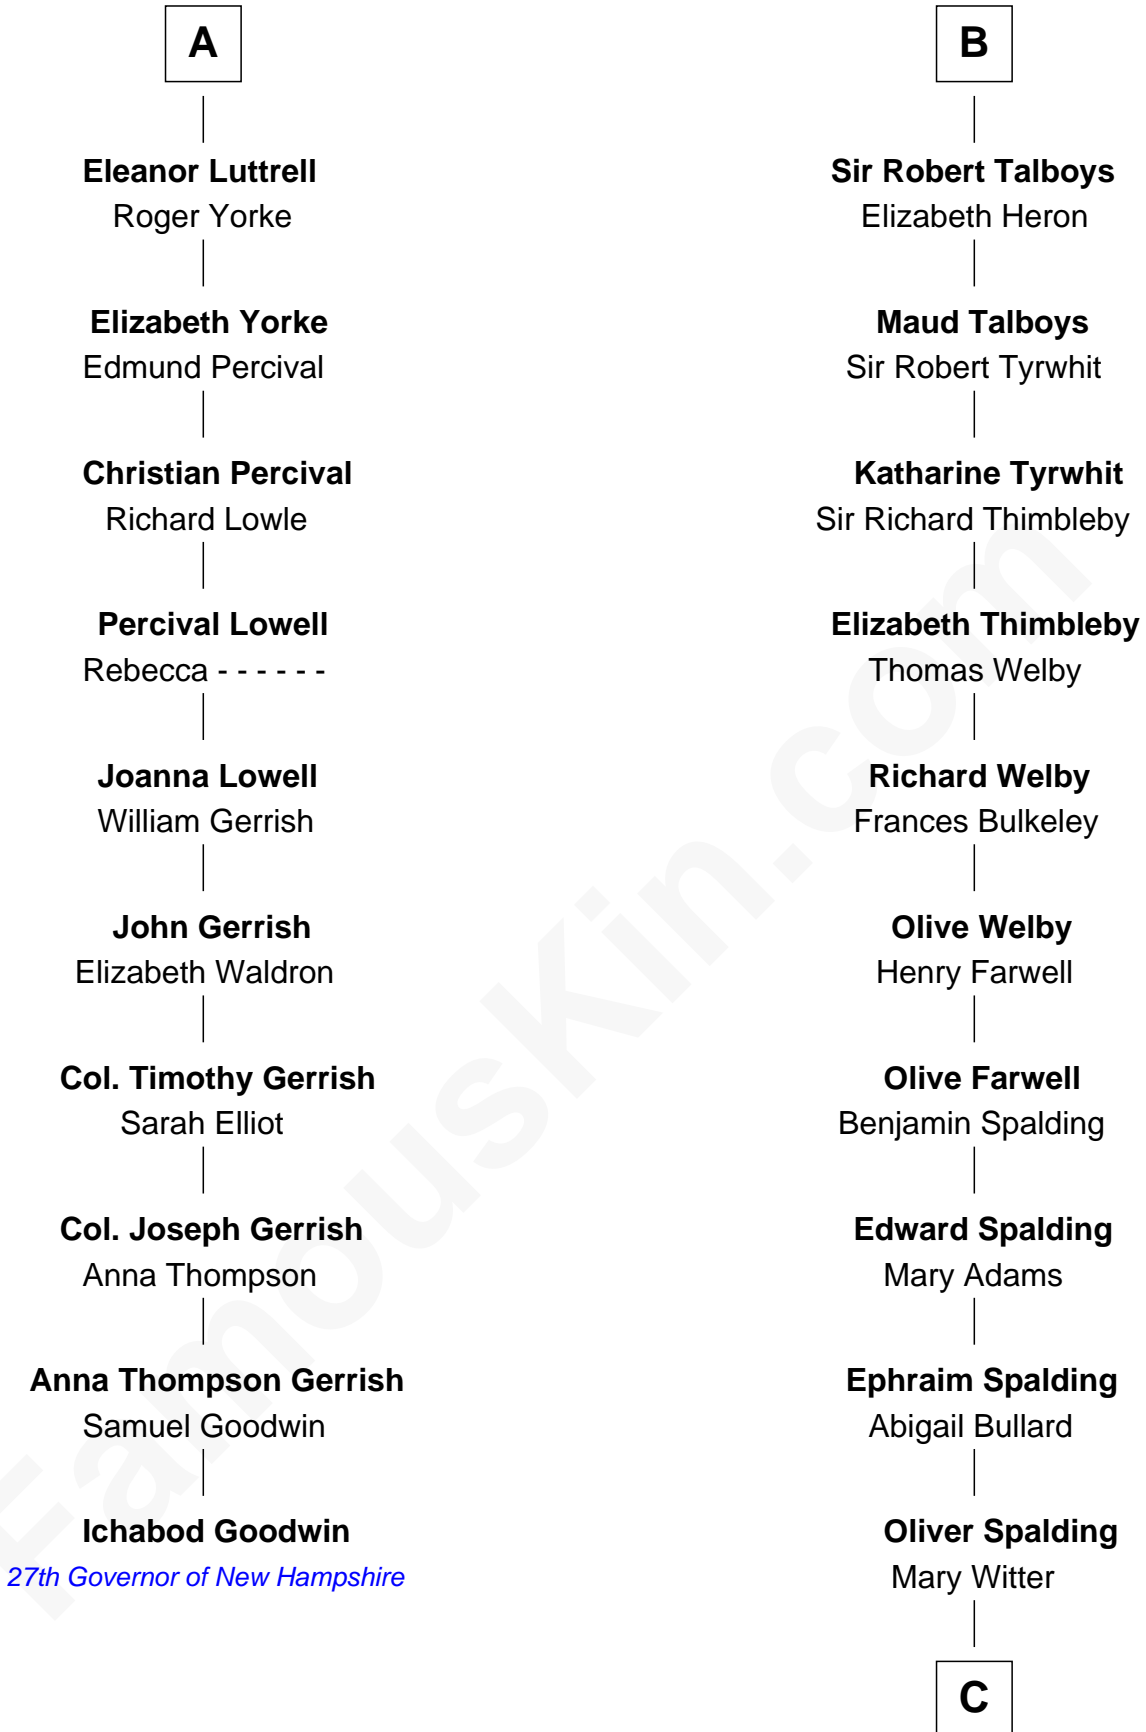 A
Eleanor Luttrell
Roger Yorke
Elizabeth Yorke
Edmund Percival
Christian Percival
Richard Lowle
Percival Lowell
Rebecca - - - - - -
Joanna Lowell
William Gerrish
John Gerrish
Elizabeth Waldron
Col. Timothy Gerrish
Sarah Elliot
Col. Joseph Gerrish
Anna Thompson
Anna Thompson Gerrish
Samuel Goodwin
Ichabod Goodwin
27th Governor of New Hampshire
B
Sir Robert Talboys
Elizabeth Heron
Maud Talboys
Sir Robert Tyrwhit
Katharine Tyrwhit
Sir Richard Thimbleby
Elizabeth Thimbleby
Thomas Welby
Richard Welby
Frances Bulkeley
Olive Welby
Henry Farwell
Olive Farwell
Benjamin Spalding
Edward Spalding
Mary Adams
Ephraim Spalding
Abigail Bullard
Oliver Spalding
Mary Witter
C
FamousKin.com